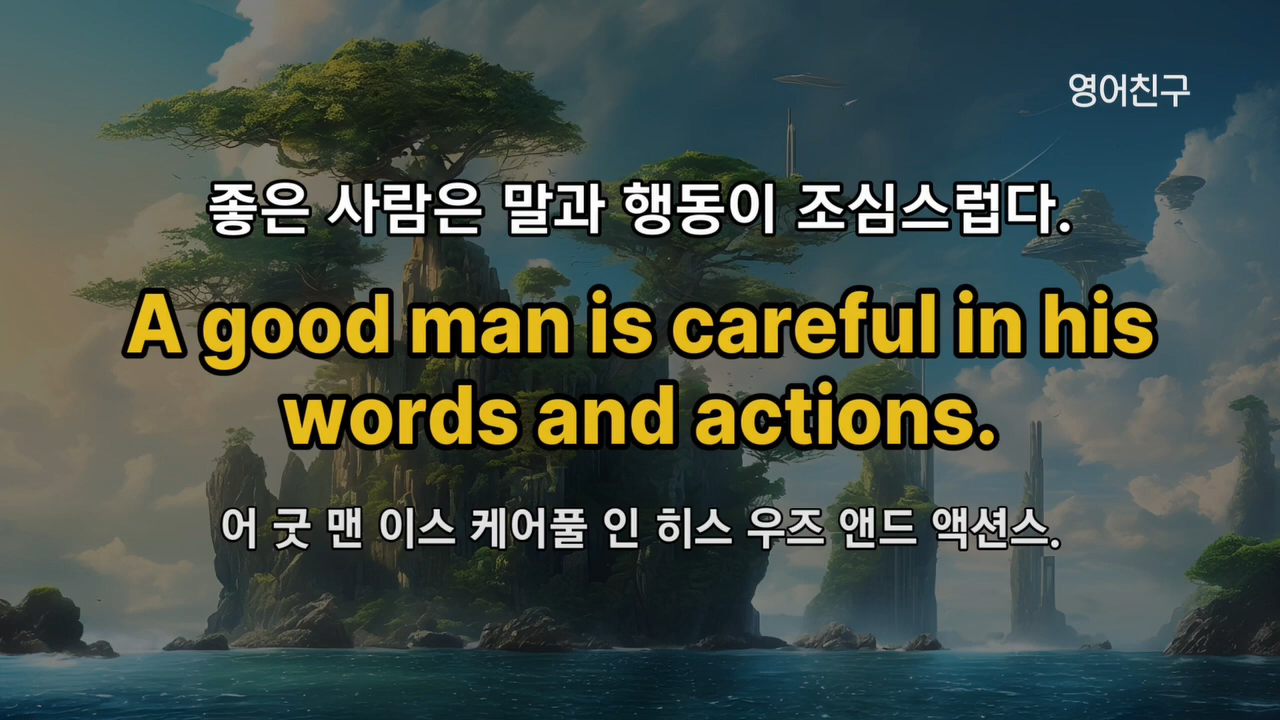 영어친구
좋은 사람은 말과 행동이 조심스럽다.
A good man is careful in his
words and actions.
어 굿 맨 이스 케어풀 인 히스 우즈 앤드 액션스.